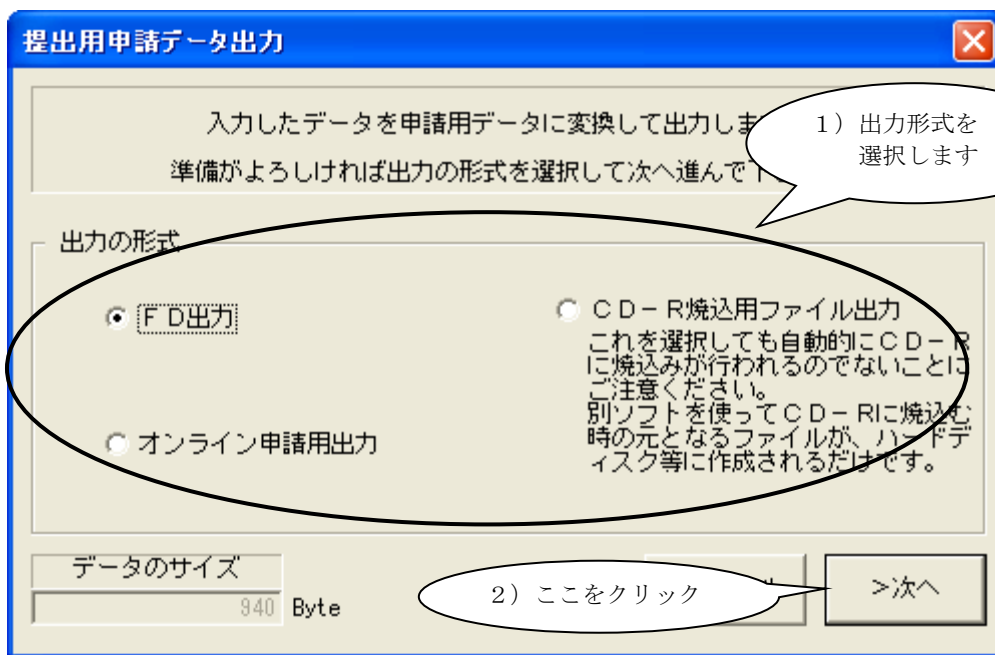 提出用申請データ出力
入力したデータを申請用データに変換して出力しま
準備がよろしければ出力の形式を選択して次へ進んで下
1）出力形式を
選択します
出力の形式
ＦＤ出力
オンライン申請用出力
ＣＤ－Ｒ焼込用ファイル出力
これを選択しても自動的にＣＤ－Ｒ
に焼込みが行われるのでないことに
ご注意ください。
別ソフトを使ってＣＤ－Ｒに焼込む
時の元となるファイルが、ハードデ
ィスク等に作成されるだけです。
データのサイズ
940 Byte
2）ここをクリック
>次へ